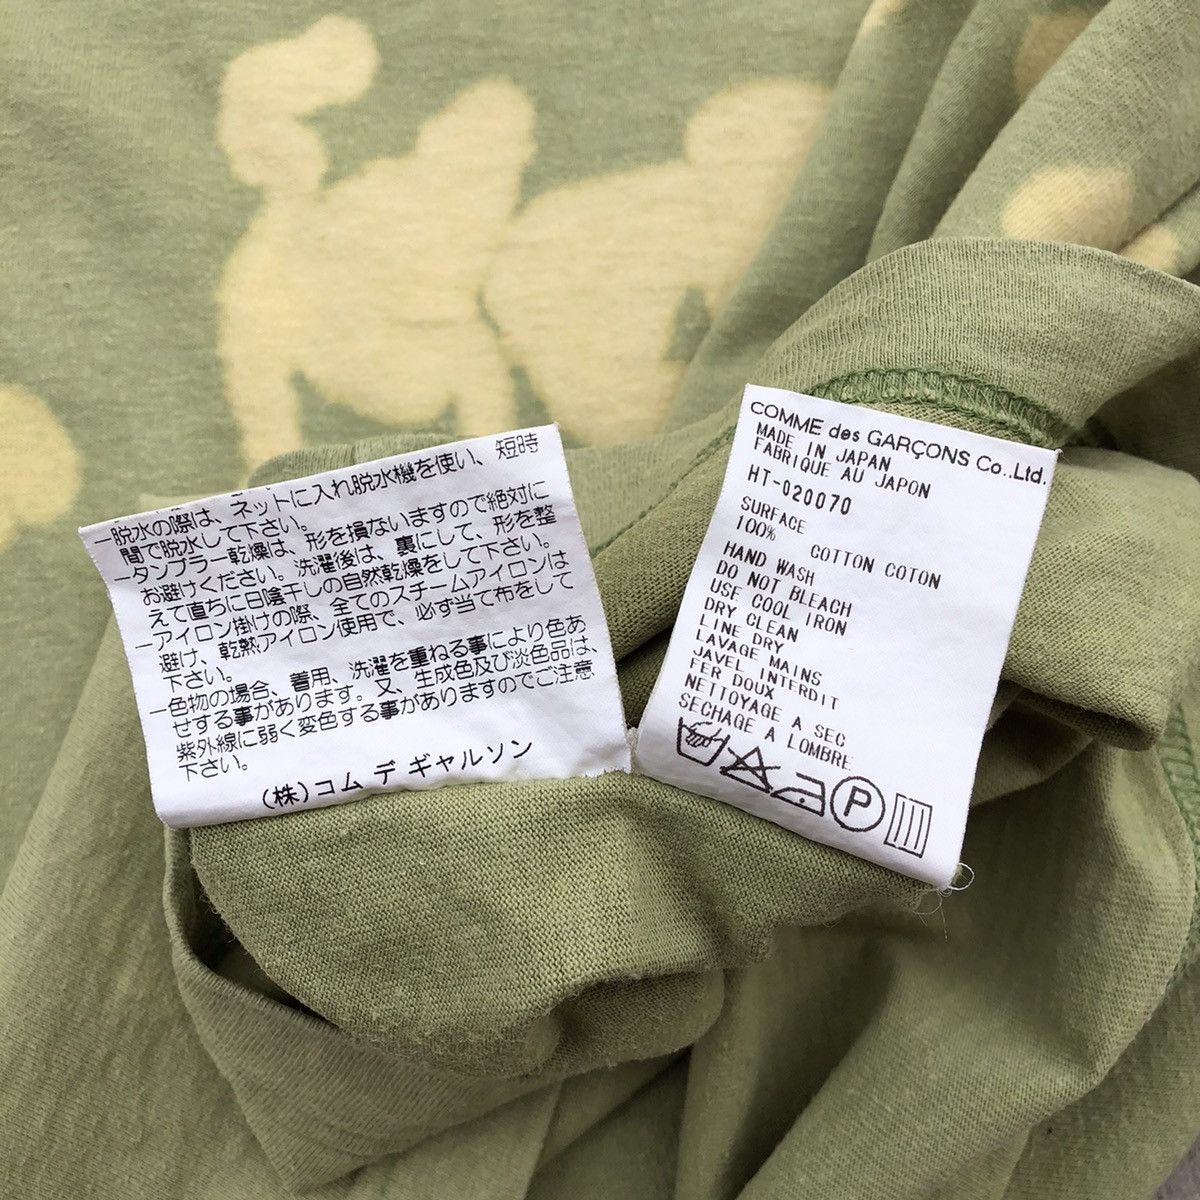 一脱水の際は、ネットに入れ脱水機を使い、短時
間で脱水して下さい。
一タンブラー乾燥は、形を損ないますので絶対に
お避けください。洗濯後は、裏にして、形を整
えて直ちに日陰干しの自然乾燥をして下さい。
一アイロン掛けの際、全てのスチームアイロンは
避け、乾熱アイロン使用で、必ず当て布をして
下さい。
一色物の場合、着用、洗濯を重ねる事により色あ
せする事があります。又、生成色及び淡色品は、
紫外線に弱く変色する事がありますのでご注意
下さい。
(株)コム デ ギャルソン
COMME des GARÇONS Co.,Ltd.
MADE IN JAPAN
FABRIQUE AU JAPON
HT-020070
SURFACE
100% COTTON COTON
HAND WASH
DO NOT BLEACH
USE COOL IRON
DRY CLEAN
LINE DRY
LAVAGE MAINS
JAVEL INTERDIT
FER DOUX
NETTOYAGE A SEC
SECHAGE A LOMBRE
P